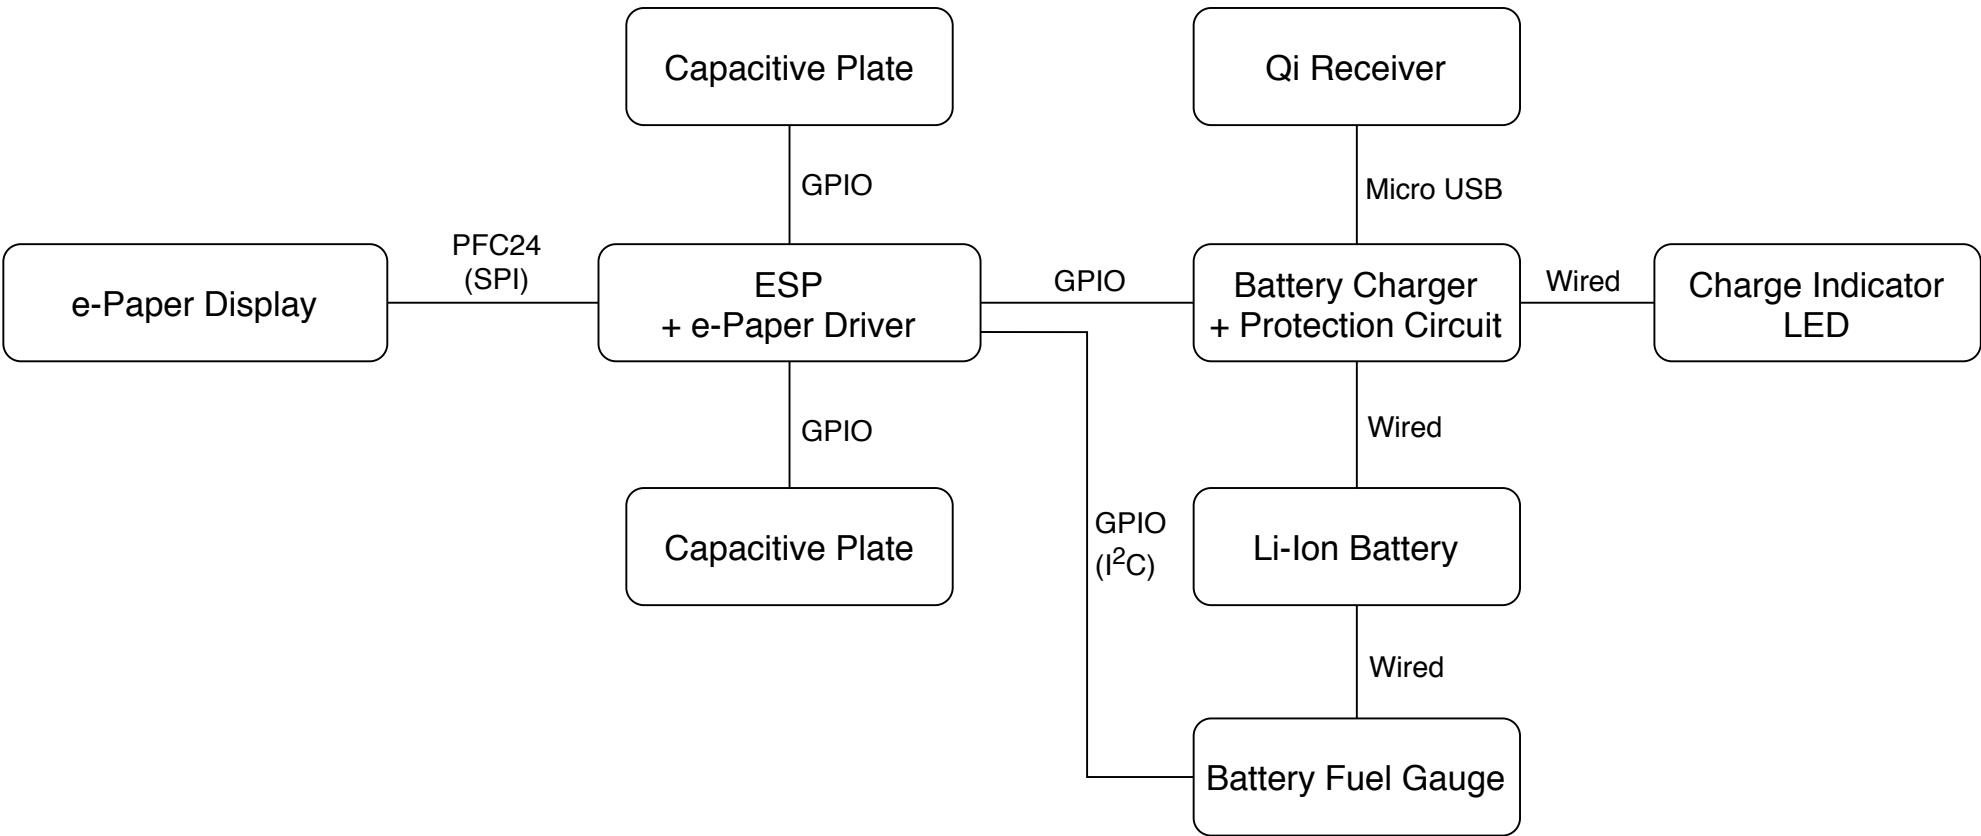 Capacitive Plate
Qi Receiver
GPIO
Micro USB
PFC24
(SPI)
e-Paper Display
ESP
+ e-Paper Driver
GPIO
Battery Charger
+ Protection Circuit
Wired
Charge Indicator
LED
GPIO
Wired
Capacitive Plate
GPIO
(I²C)
Li-Ion Battery
Wired
Battery Fuel Gauge